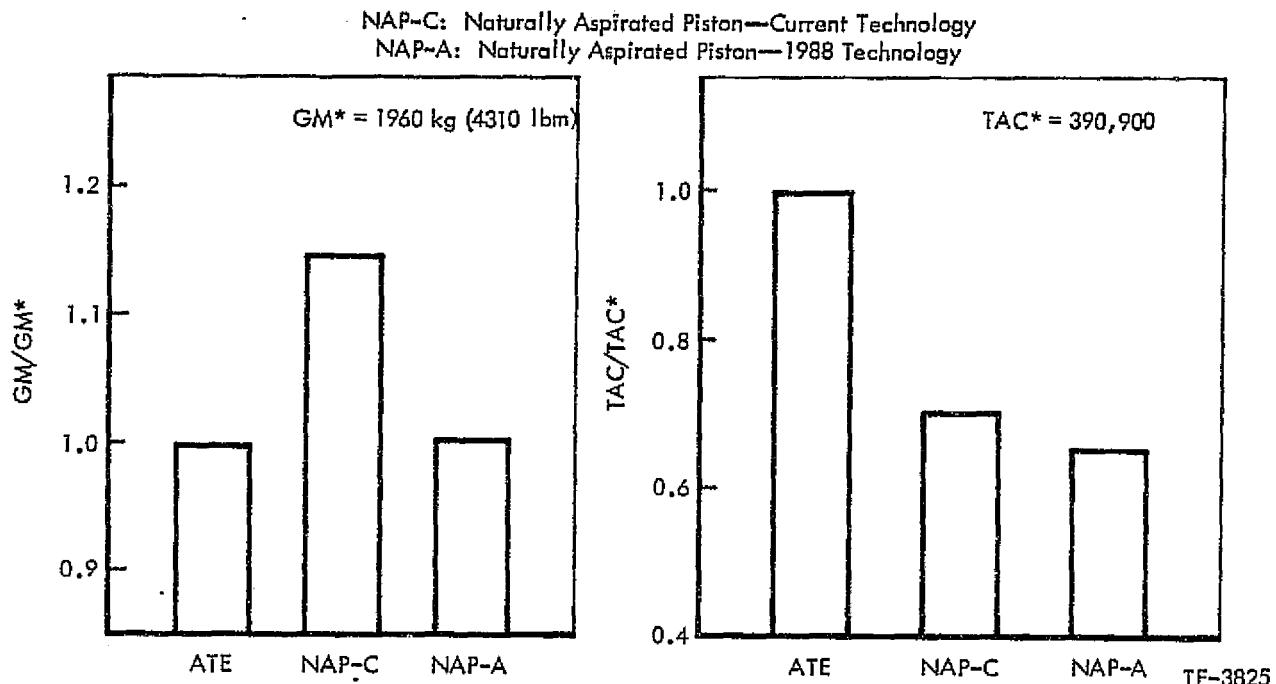 NAP-C: Naturally Aspirated Piston—Current Technology
NAP-A: Naturally Aspirated Piston—1988 Technology
GM* = 1960 kg (4310 lbm)
1.2
1.1
1.0
0.9
GM/GM*
ATE NAP-C NAP-A
TAC* = 390,900
1.0
0.8
0.6
0.4
TAC/TAC*
ATE NAP-C NAP-A
TE-3825